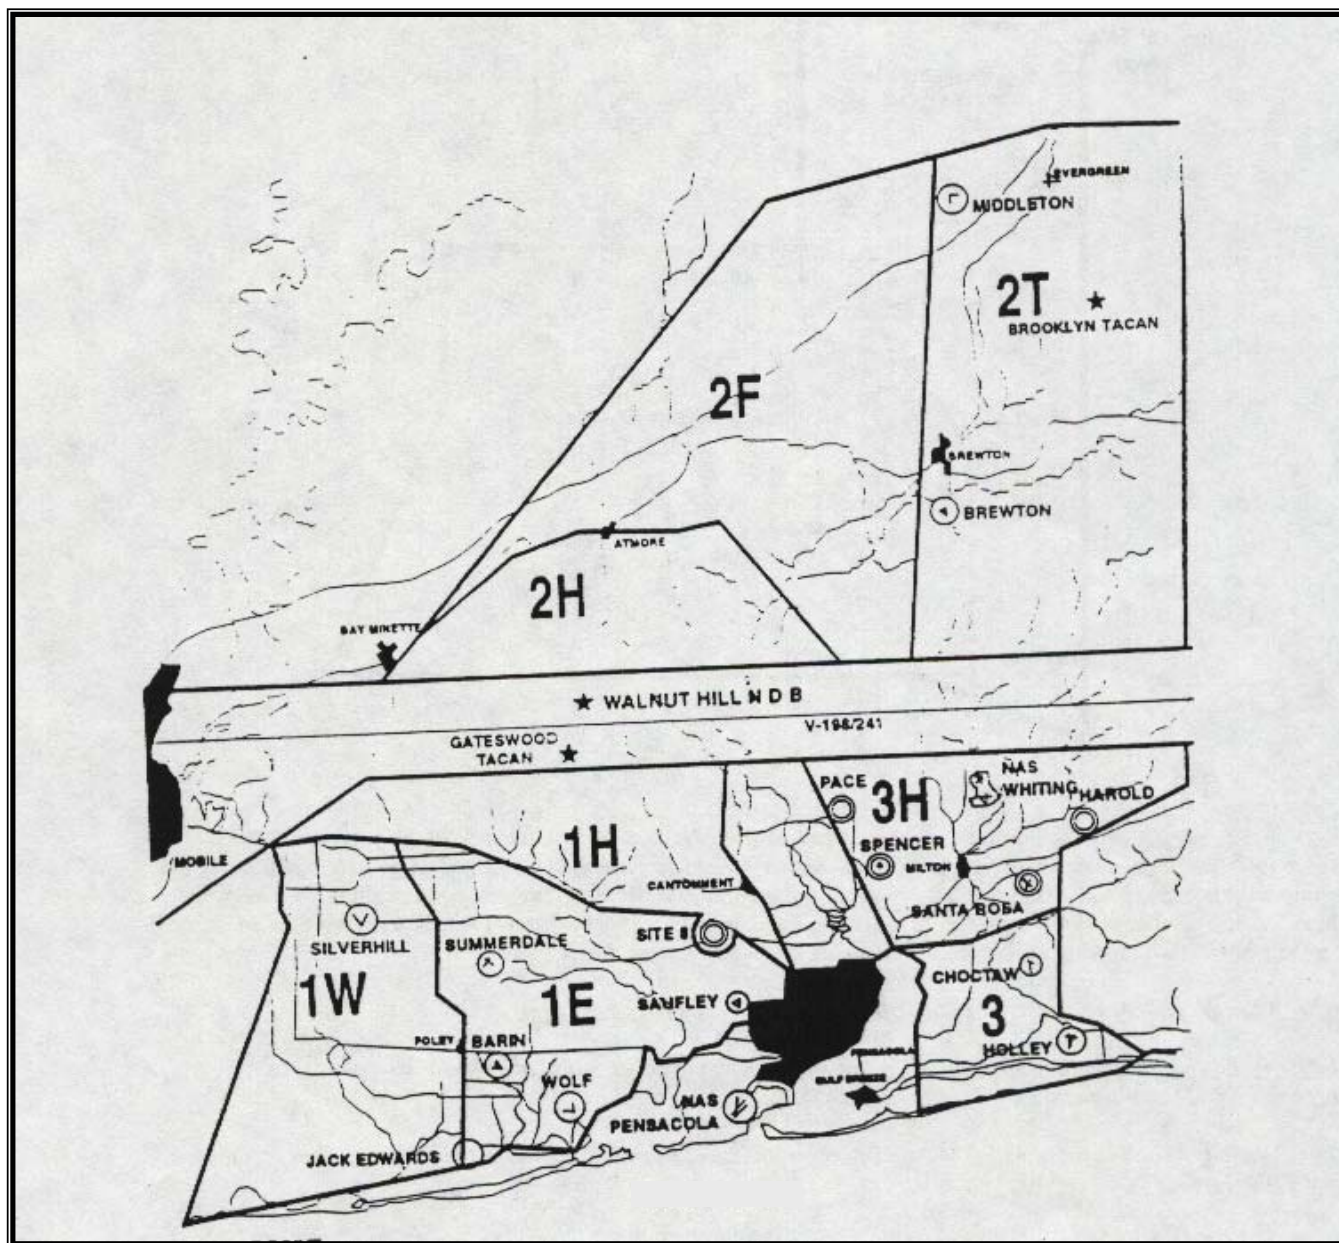 EVERGREEN
MIDDLETON
2T
BROOKLYN TACAN
2F
BREWTON
BREWTON
ATMORE
2H
BAY MINETTE
WALNUT HILL N D B
V-198/241
GATESWOOD
TACAN
NAS
WHITING
PACE
3H
HAROLD
1H
SPENCER
MOBILE
MILTON
CANTONMENT
SANTA ROSA
SITE 8
SILVERHILL
SUMMERDALE
CHOCTAW
1W
1E
SAUFLEY
3
FOLEY
BARIN
HOLLEY
PENSACOLA
WOLF
GULF BREEZE
NAS
PENSACOLA
JACK EDWARDS